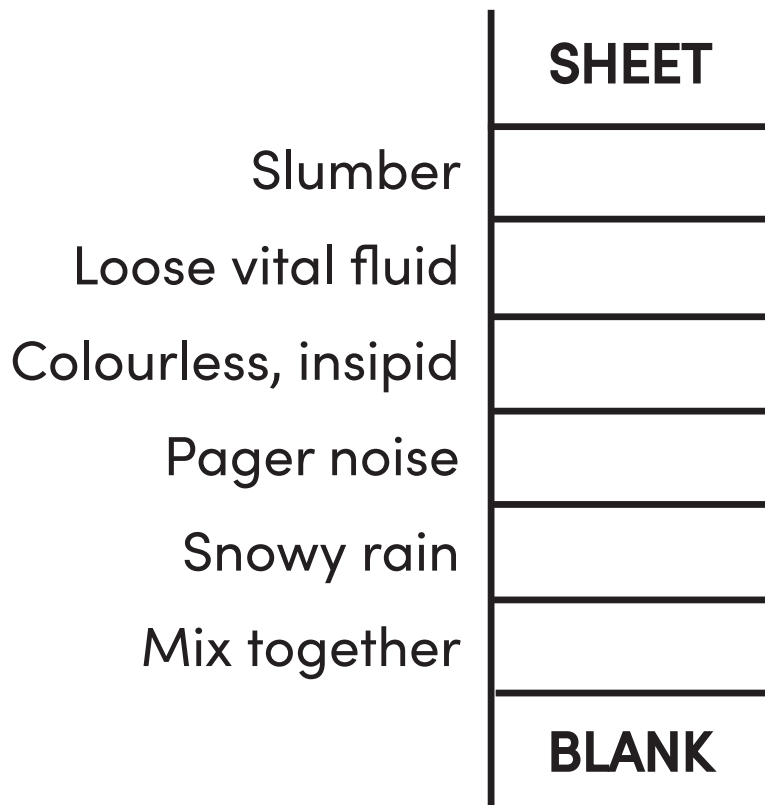 SHEET
Slumber
Loose vital fluid
Colourless, insipid
Pager noise
Snowy rain
Mix together
BLANK